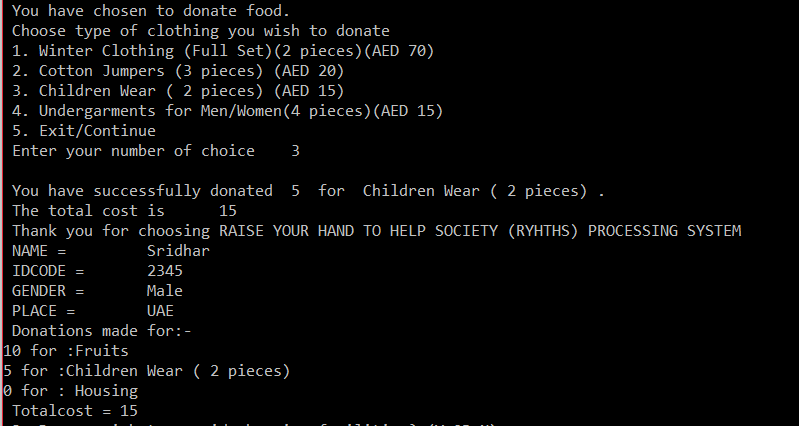 You have chosen to donate food.
Choose type of clothing you wish to donate
1. Winter Clothing (Full Set)(2 pieces)(AED 70)
2. Cotton Jumpers (3 pieces) (AED 20)
3. Children Wear ( 2 pieces) (AED 15)
4. Undergarments for Men/Women(4 pieces)(AED 15)
5. Exit/Continue
Enter your number of choice    3
You have successfully donated  5  for  Children Wear ( 2 pieces) .
The total cost is      15
Thank you for choosing RAISE YOUR HAND TO HELP SOCIETY (RYHTHS) PROCESSING SYSTEM
NAME =         Sridhar
IDCODE =       2345
GENDER =       Male
PLACE =        UAE
Donations made for:-
10 for :Fruits
5 for :Children Wear ( 2 pieces)
0 for : Housing
Totalcost = 15